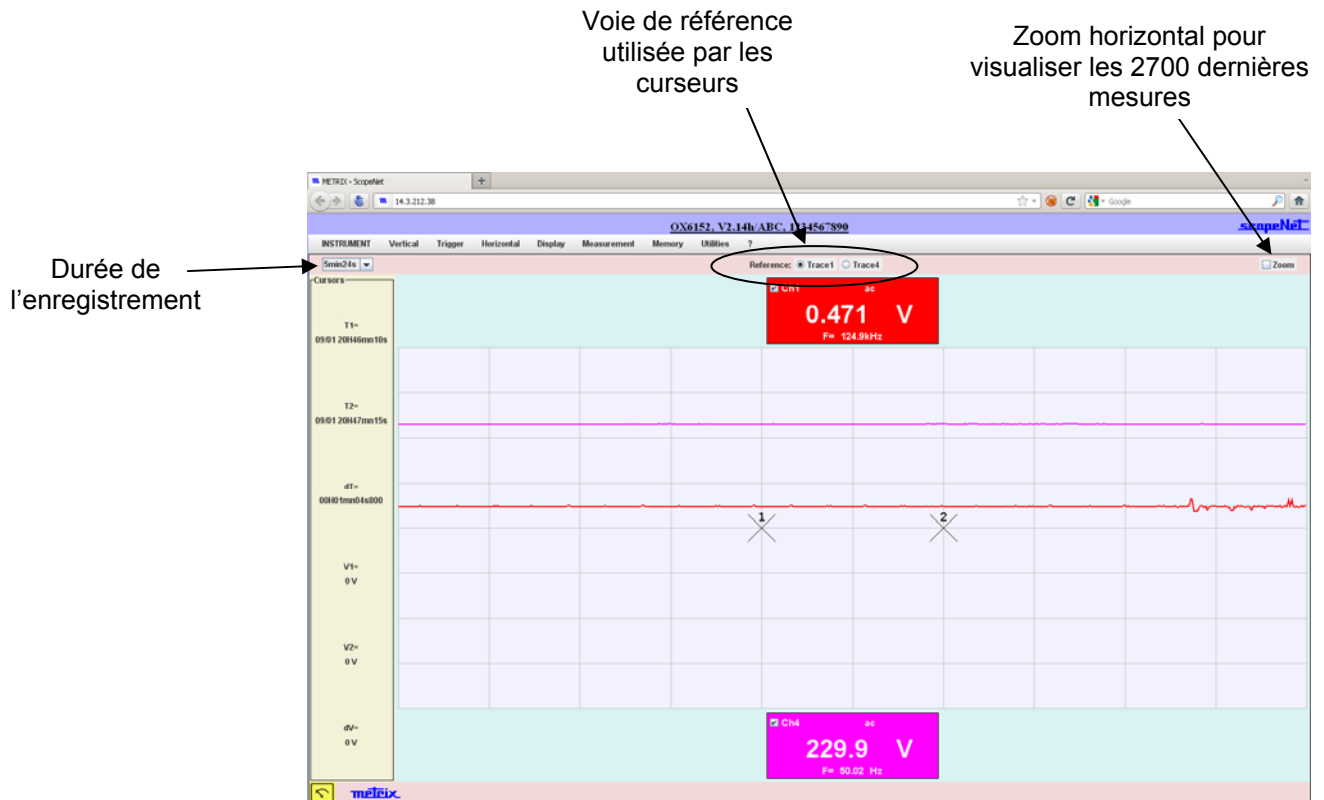 Voie de référence
utilisée par les
curseurs
Zoom horizontal pour
visualiser les 2700 dernières
mesures
Durée de
l’enregistrement
METRIX - ScopeNet
14.3.212.38
Google
OX6152, V2.14h/ABC, 1234567890
scopeNet
INSTRUMENT Vertical Trigger Horizontal Display Measurement Memory Utilities ?
5min24s
Reference: Trace1 Trace4
Zoom
Cursors
Ch1 ac
0.471 V
F= 124.9kHz
T1=
09/01 20H46mn10s
T2=
09/01 20H47mn15s
dT=
00H01mn04s800
1
2
V1=
0 V
V2=
0 V
dV=
0 V
Ch4 ac
229.9 V
F= 50.02 Hz
metrix